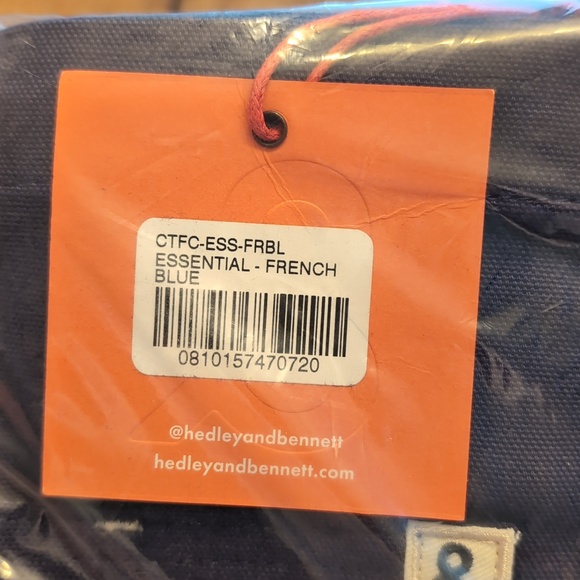 CTFC-ESS-FRBL
ESSENTIAL - FRENCH
BLUE
0810157470720
@hedleyandbennett
hedleyandbennett.com